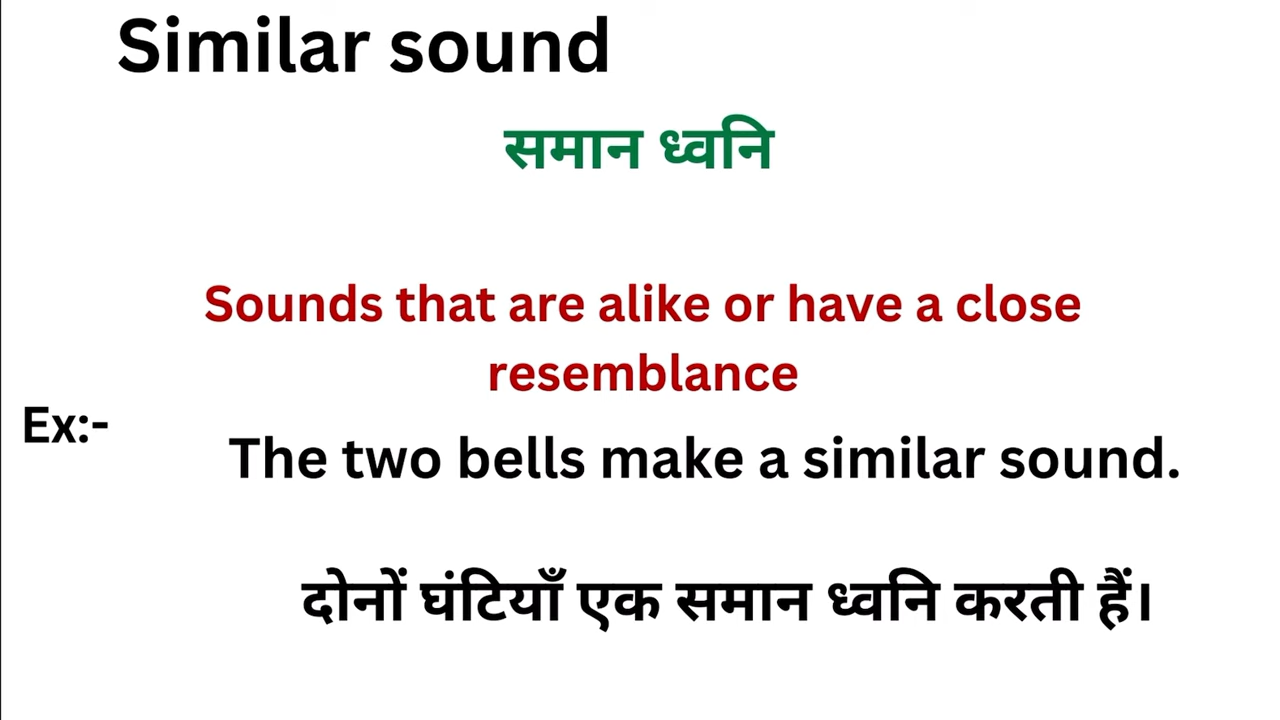 Similar sound
समान ध्वनि
Sounds that are alike or have a close
resemblance
Ex:-
The two bells make a similar sound.
दोनों घंटियाँ एक समान ध्वनि करती हैं।